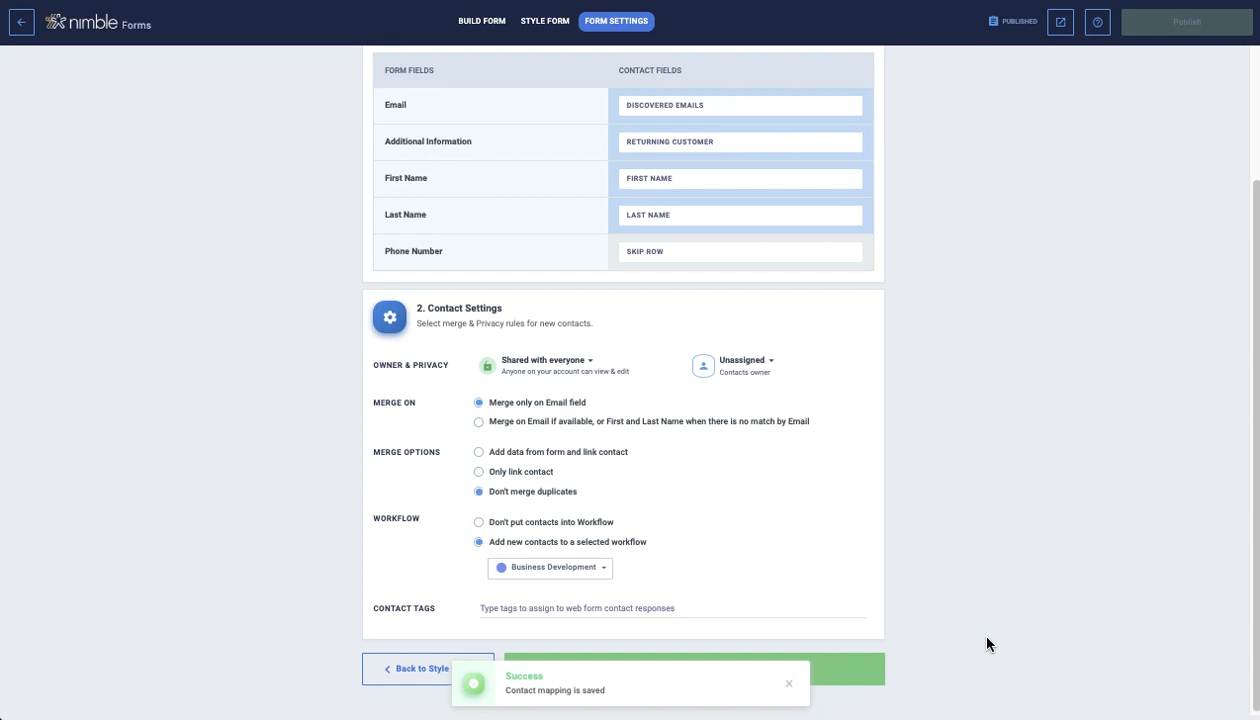 nimble Forms
BUILD FORM
STYLE FORM
FORM SETTINGS
PUBLISHED
Publish
FORM FIELDS
CONTACT FIELDS
Email
DISCOVERED EMAILS
Additional Information
RETURNING CUSTOMER
First Name
FIRST NAME
Last Name
LAST NAME
Phone Number
SKIP ROW
2. Contact Settings
Select merge & Privacy rules for new contacts.
OWNER & PRIVACY
Shared with everyone
Anyone on your account can view & edit
Unassigned
Contacts owner
MERGE ON
Merge only on Email field
Merge on Email if available, or First and Last Name when there is no match by Email
MERGE OPTIONS
Add data from form and link contact
Only link contact
Don't merge duplicates
WORKFLOW
Don't put contacts into Workflow
Add new contacts to a selected workflow
Business Development
CONTACT TAGS
Type tags to assign to web form contact responses
Back to Style
Success
Contact mapping is saved